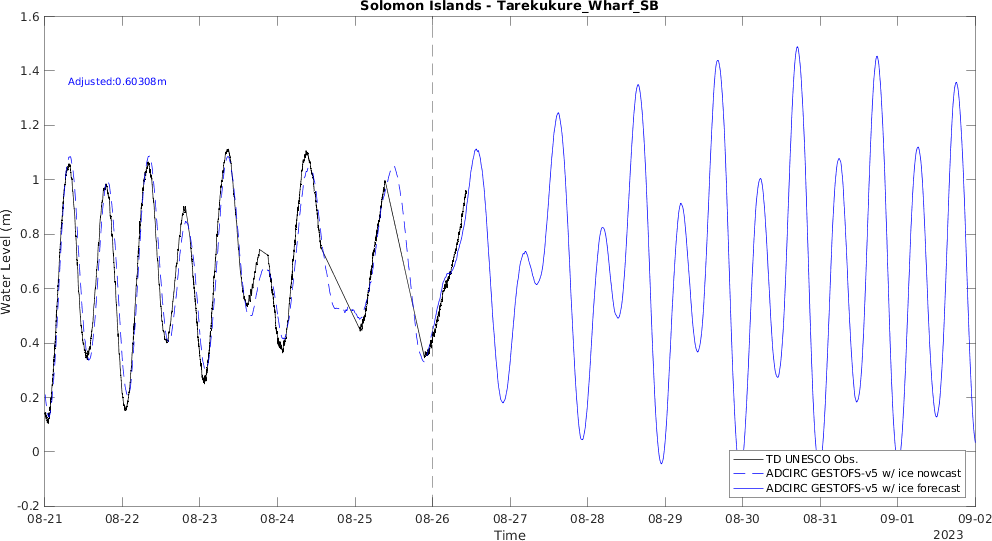 Solomon Islands - Tarekukure_Wharf_SB
1.6
1.4
Adjusted:0.60308m
1.2
1
0.8
Water Level (m)
0.6
0.4
0.2
0
TD UNESCO Obs.
ADCIRC GESTOFS-v5 w/ ice nowcast
ADCIRC GESTOFS-v5 w/ ice forecast
-0.2
08-21 08-22 08-23 08-24 08-25 08-26 08-27 08-28 08-29 08-30 08-31 09-01 09-02
Time
2023